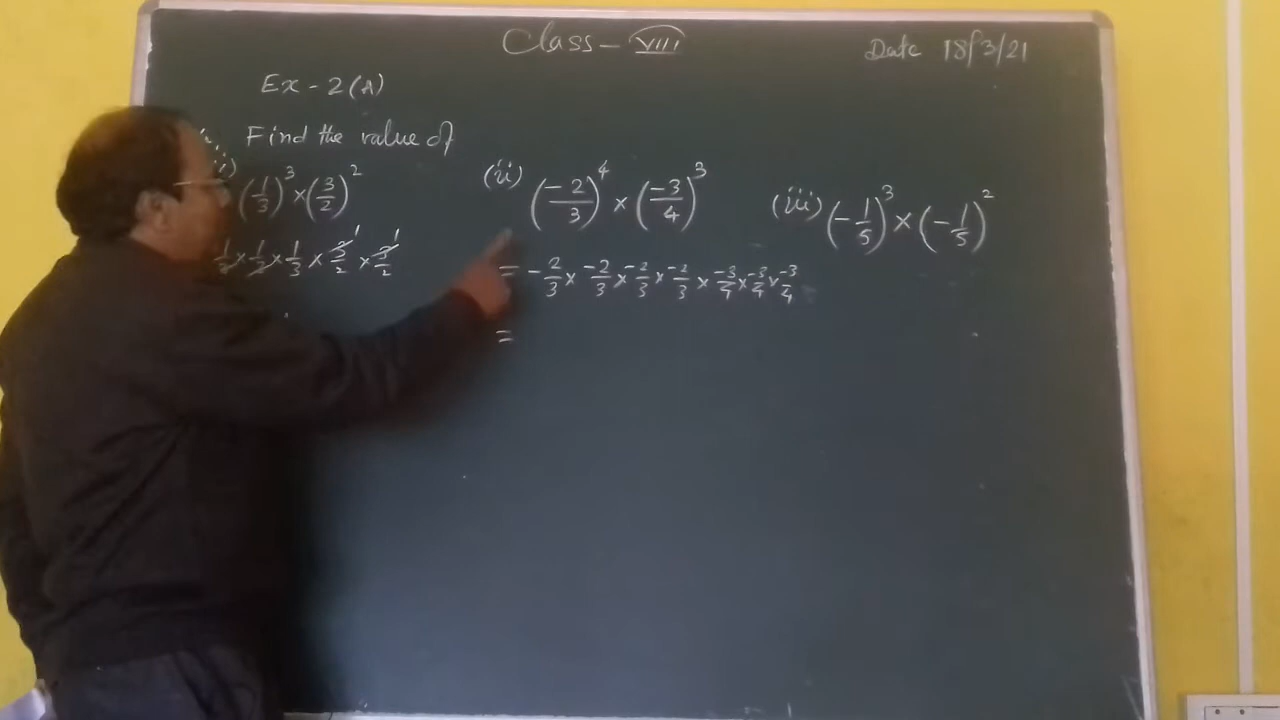 Class - VIII
Date 18/3/21
Ex - 2(A)
Find the value of
(1/3)^3 × (3/2)^2
(ii) (-2/3)^4 × (-3/4)^3
(iii) (-1/5)^3 × (-1/5)^2
1/3 × 1/3 × 1/3 × 3/2 × 3/2
= -2/3 × -2/3 × -2/3 × -2/3 × -3/4 × -3/4 × -3/4
=